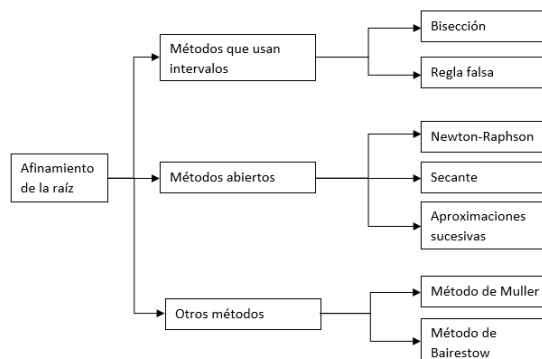 Afinamiento
de la raíz
Métodos que usan
intervalos
Bisección
Regla falsa
Métodos abiertos
Newton-Raphson
Secante
Aproximaciones
sucesivas
Otros métodos
Método de Muller
Método de
Bairestow